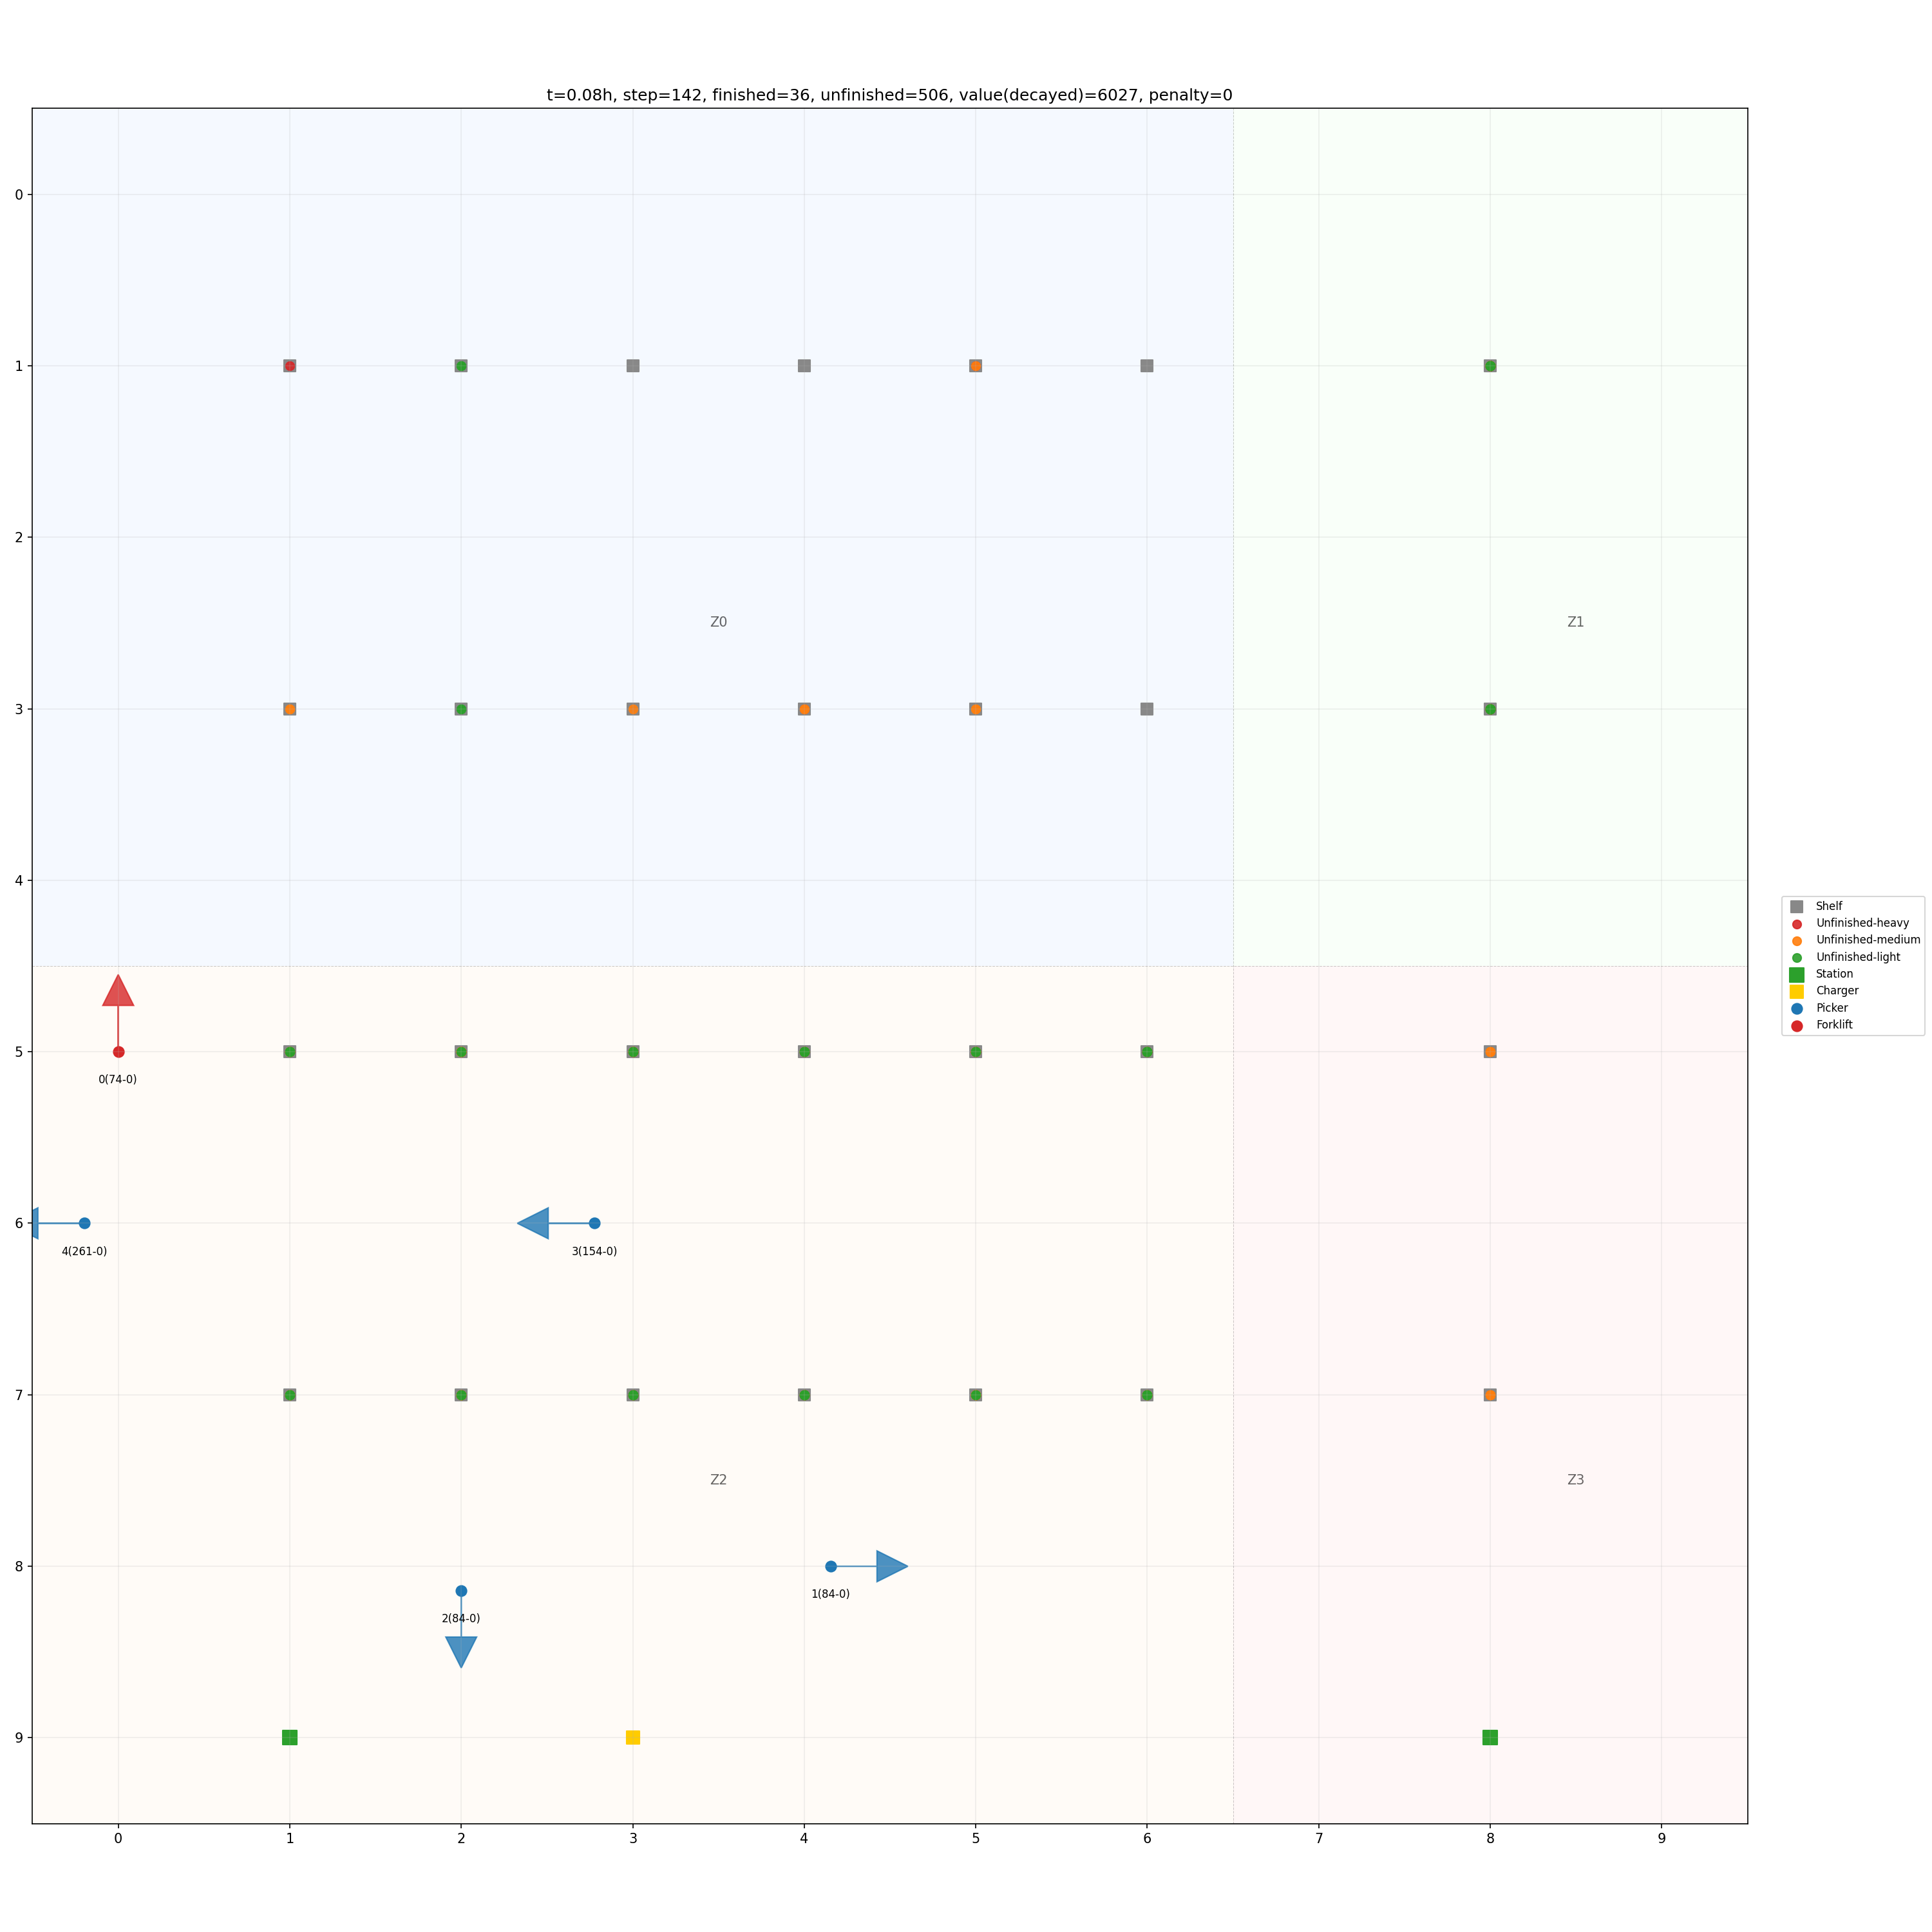 t=0.08h, step=142, finished=36, unfinished=506, value(decayed)=6027, penalty=0
0
1
2
Z0
Z1
3
4
Shelf
Unfinished-heavy
Unfinished-medium
Unfinished-light
Station
Charger
Picker
Forklift
5
0(74-0)
6
4(261-0)
3(154-0)
7
Z2
Z3
8
1(84-0)
2(84-0)
9
0 1 2 3 4 5 6 7 8 9